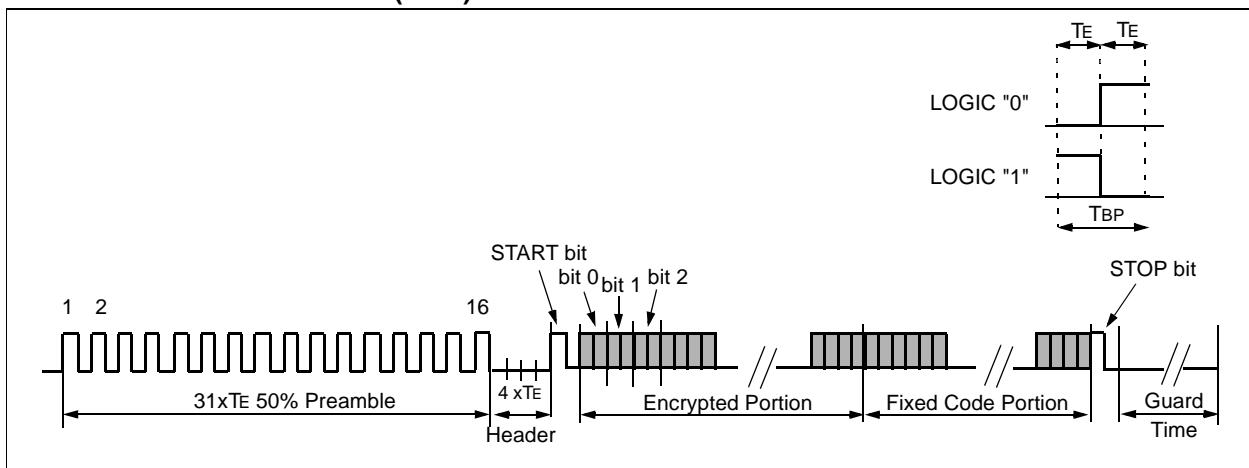 TE TE
LOGIC "0"
LOGIC "1"
TBP
START bit
bit 0 bit 1 bit 2
STOP bit
1 2 16
31xTE 50% Preamble
4 xTE
Header
Encrypted Portion
Fixed Code Portion
Guard
Time